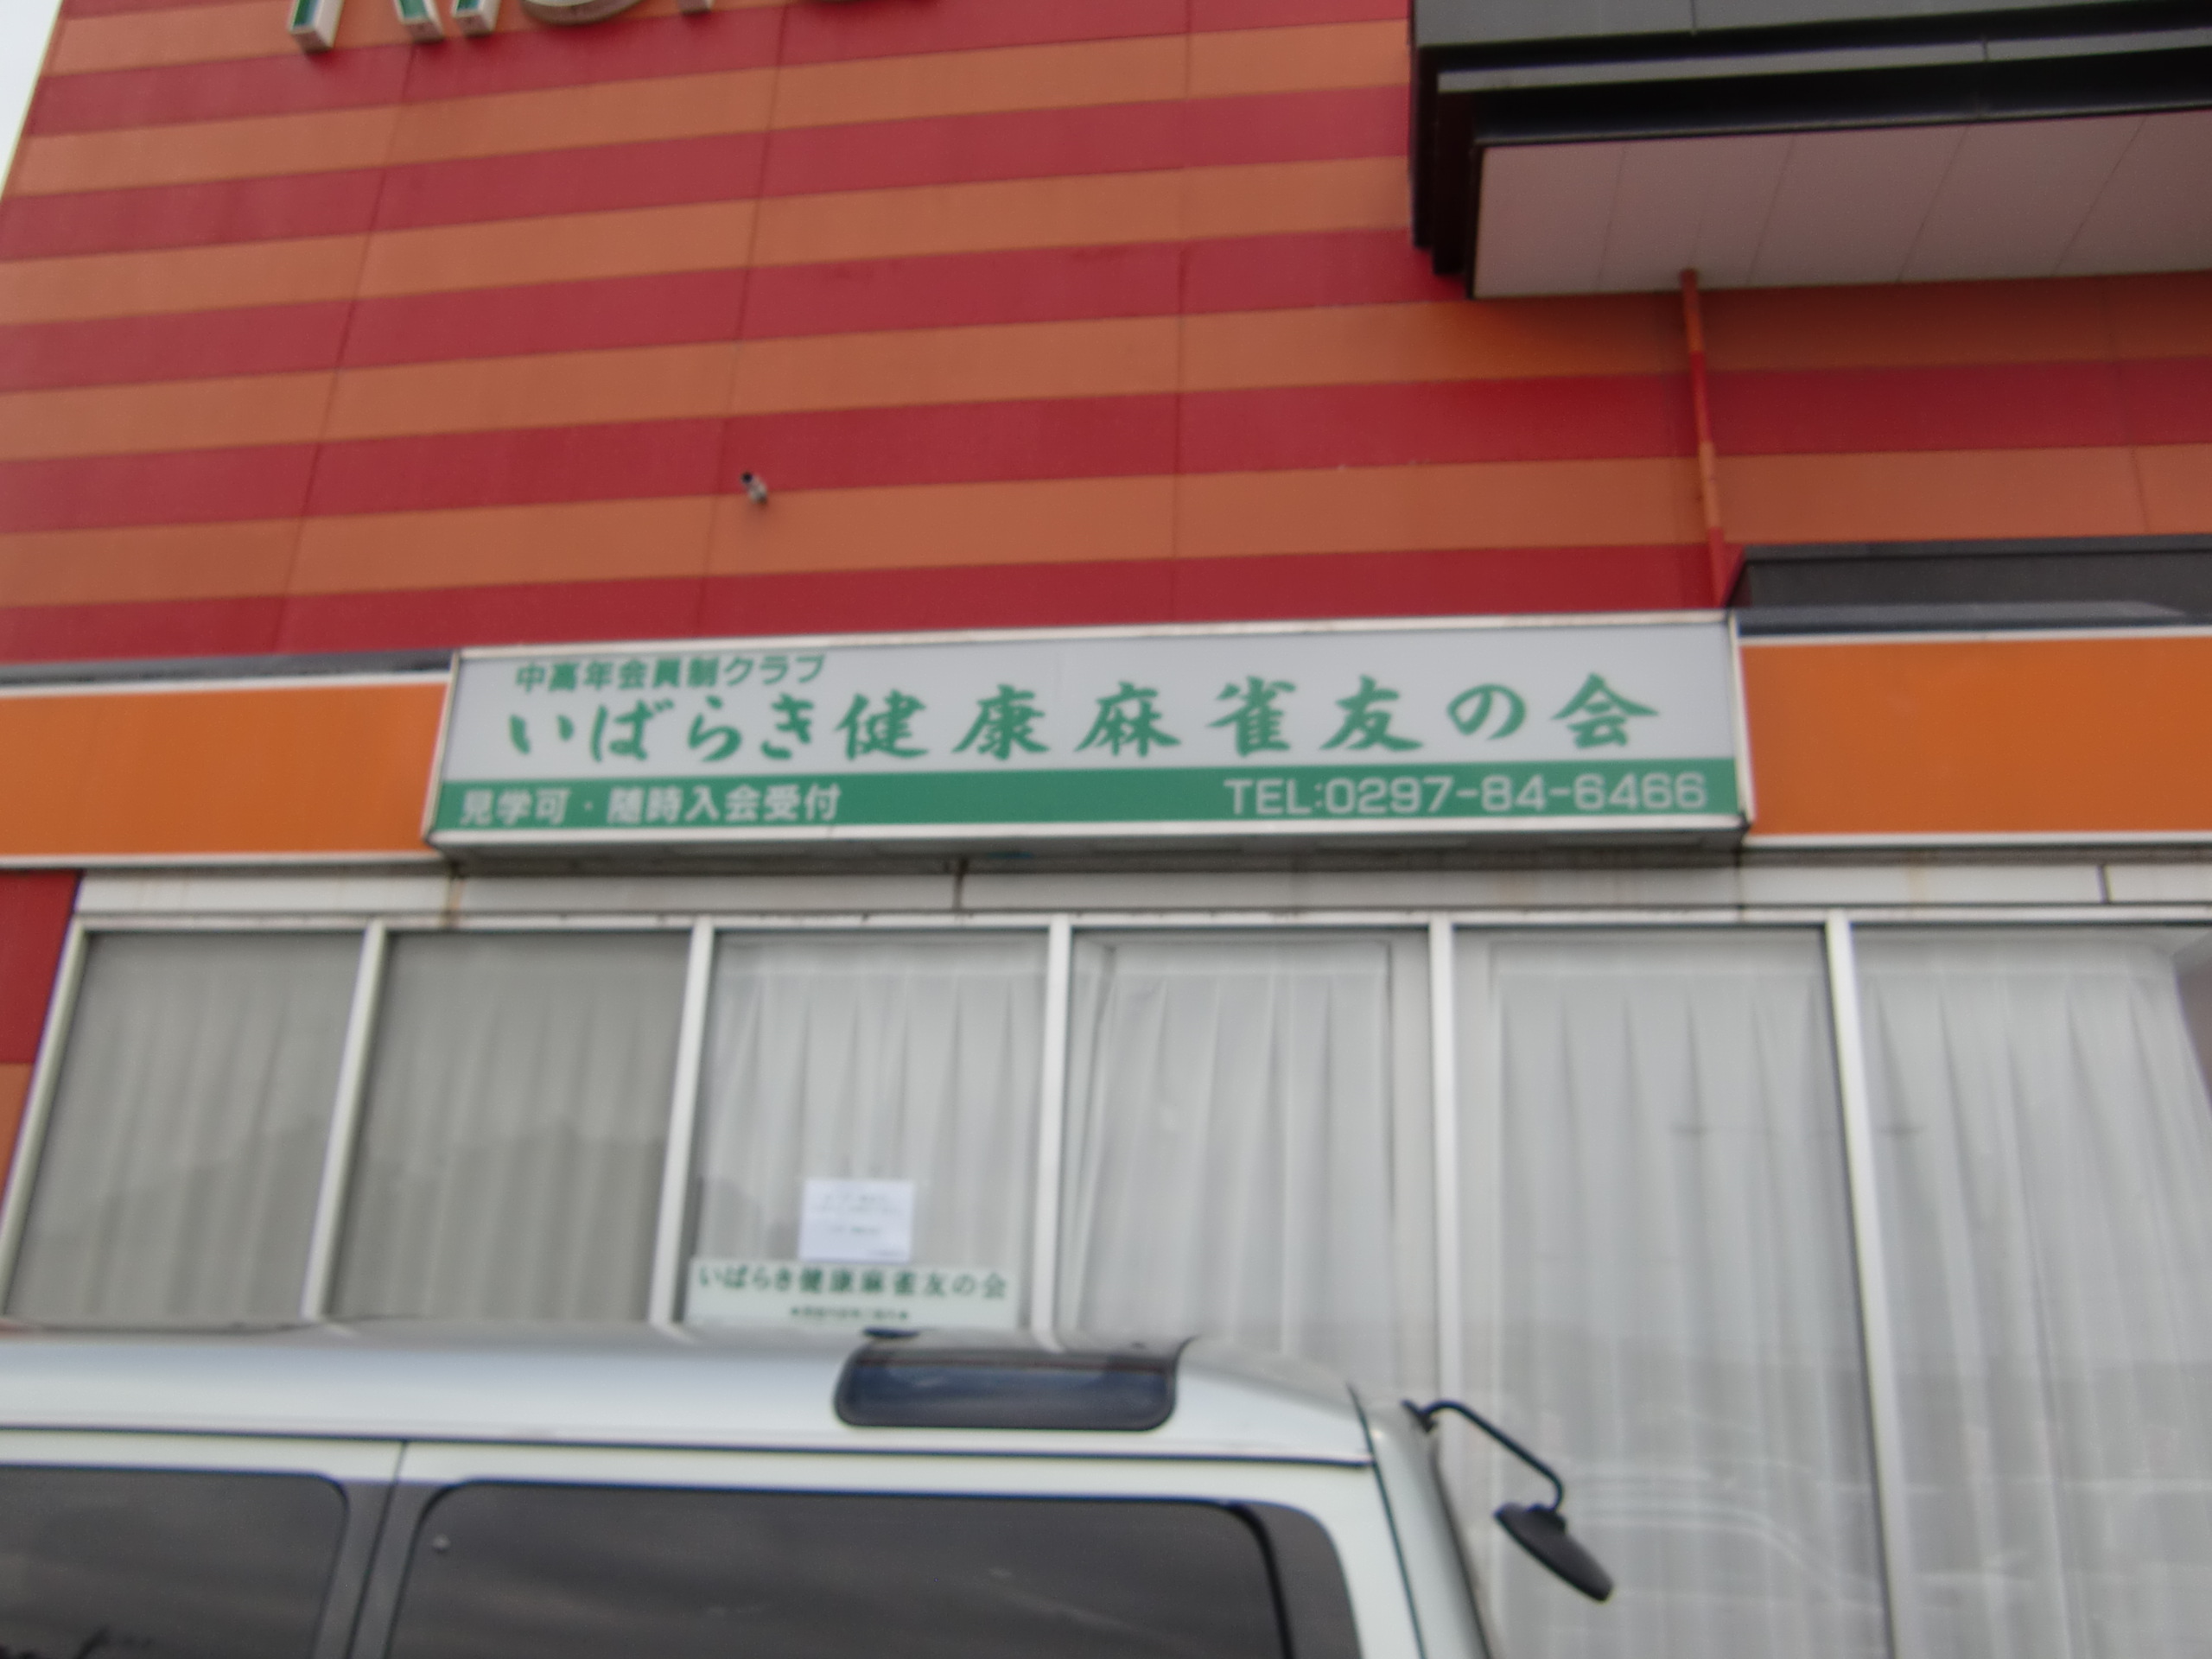 中高年会員制クラブ
いばらき健康麻雀友の会
見学可・随時入会受付
TEL:0297-84-6466
いばらき健康麻雀友の会